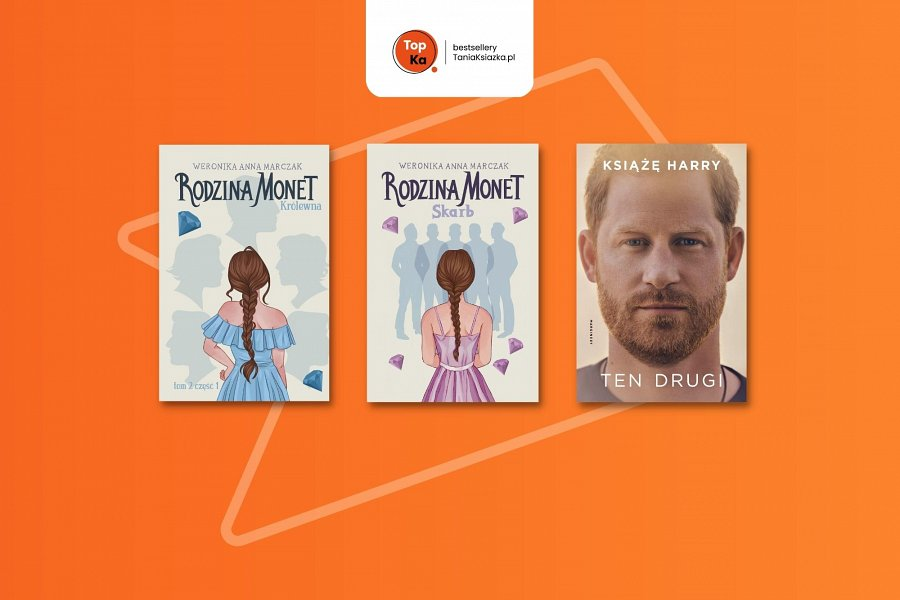 Top
Ka
bestsellery
TaniaKsiazka.pl
WERONIKA ANNA MARCZAK
RODZINA MONET
Królewna
tom 2 część 1
WERONIKA ANNA MARCZAK
RODZINA MONET
Skarb
KSIĄŻĘ HARRY
MARGINESY
TEN DRUGI